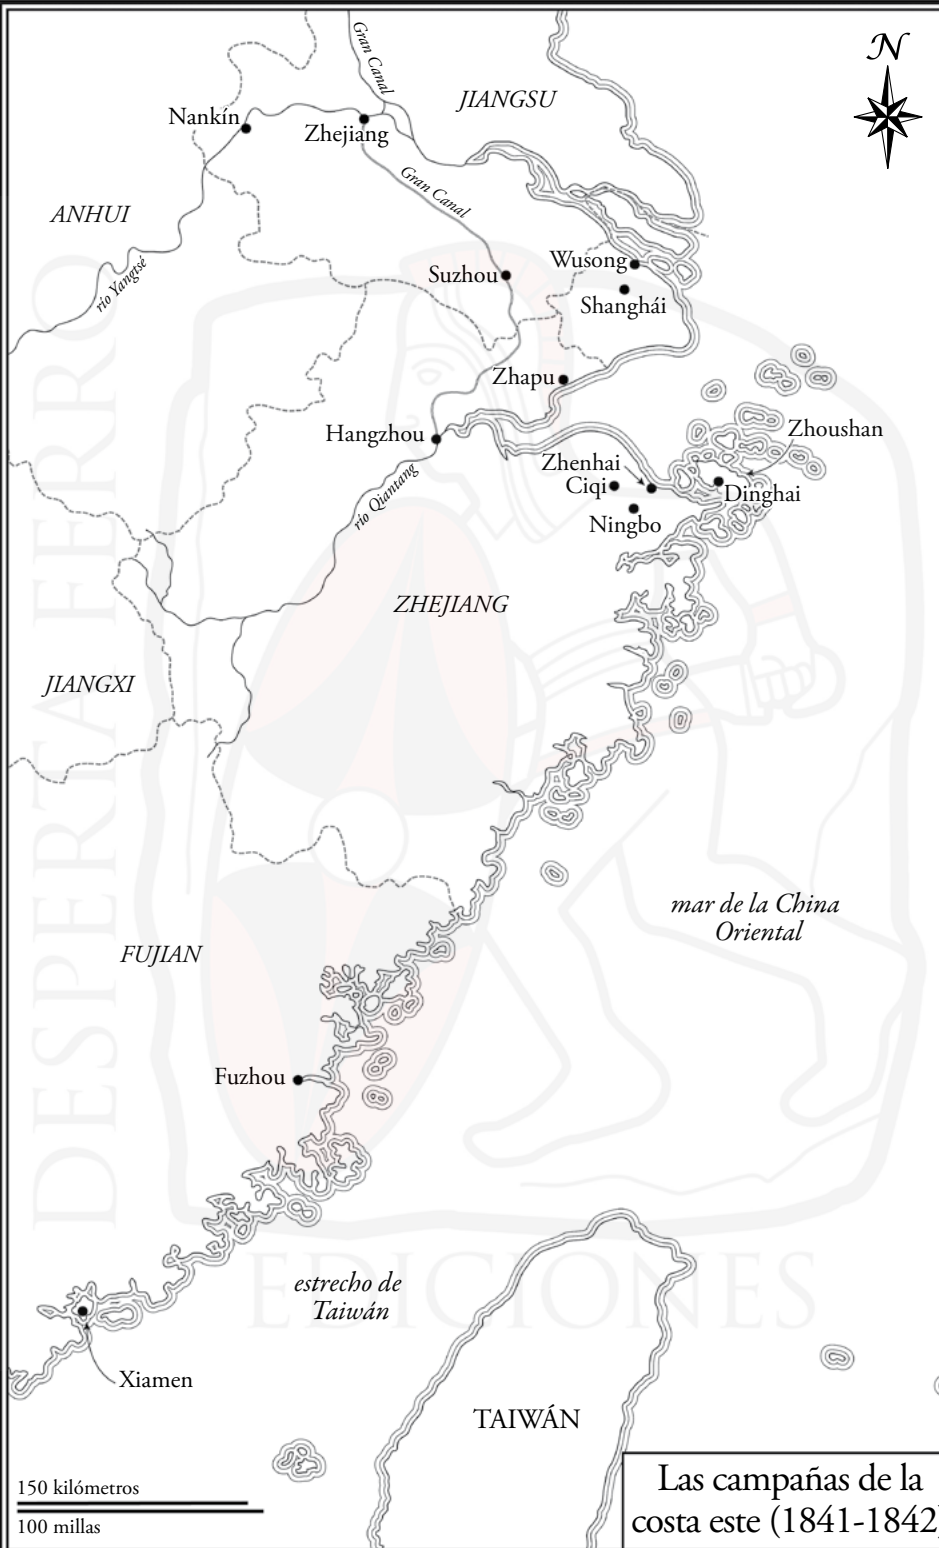 N
Gran Canal
JIANGSU
Nankín
Zhejiang
Gran Canal
ANHUI
río Yangtsé
Suzhou
Wusong
Shanghái
Zhapu
Hangzhou
Zhoushan
Zhenhai
Ciqi
Dinghai
Ningbo
río Qiantang
ZHEJIANG
JIANGXI
mar de la China
Oriental
FUJIAN
Fuzhou
estrecho de
Taiwán
Xiamen
TAIWÁN
150 kilómetros
100 millas
Las campañas de la
costa este (1841-1842)
DESPERTA FERRO
EDICIONES